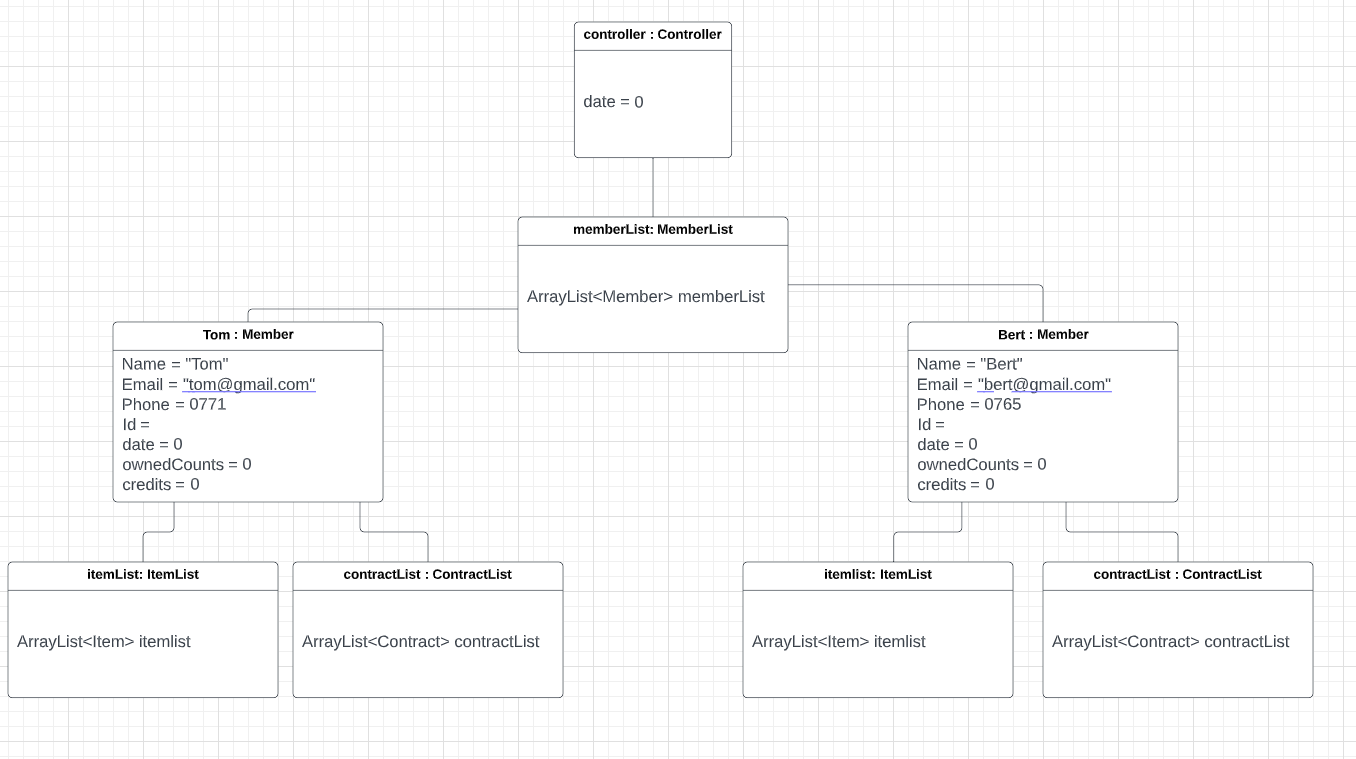 controller : Controller
date = 0
memberList: MemberList
ArrayList<Member> memberList
Tom : Member
Name = "Tom"
Email = "tom@gmail.com"
Phone = 0771
Id =
date = 0
ownedCounts = 0
credits = 0
Bert : Member
Name = "Bert"
Email = "bert@gmail.com"
Phone = 0765
Id =
date = 0
ownedCounts = 0
credits = 0
itemList: ItemList
ArrayList<Item> itemlist
contractList : ContractList
ArrayList<Contract> contractList
itemlist: ItemList
ArrayList<Item> itemlist
contractList : ContractList
ArrayList<Contract> contractList